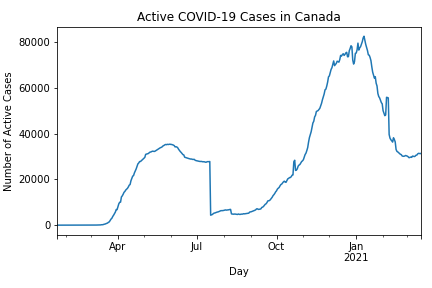 Active COVID-19 Cases in Canada
Number of Active Cases
80000
60000
40000
20000
0
Apr
Jul
Oct
Jan
2021
Day